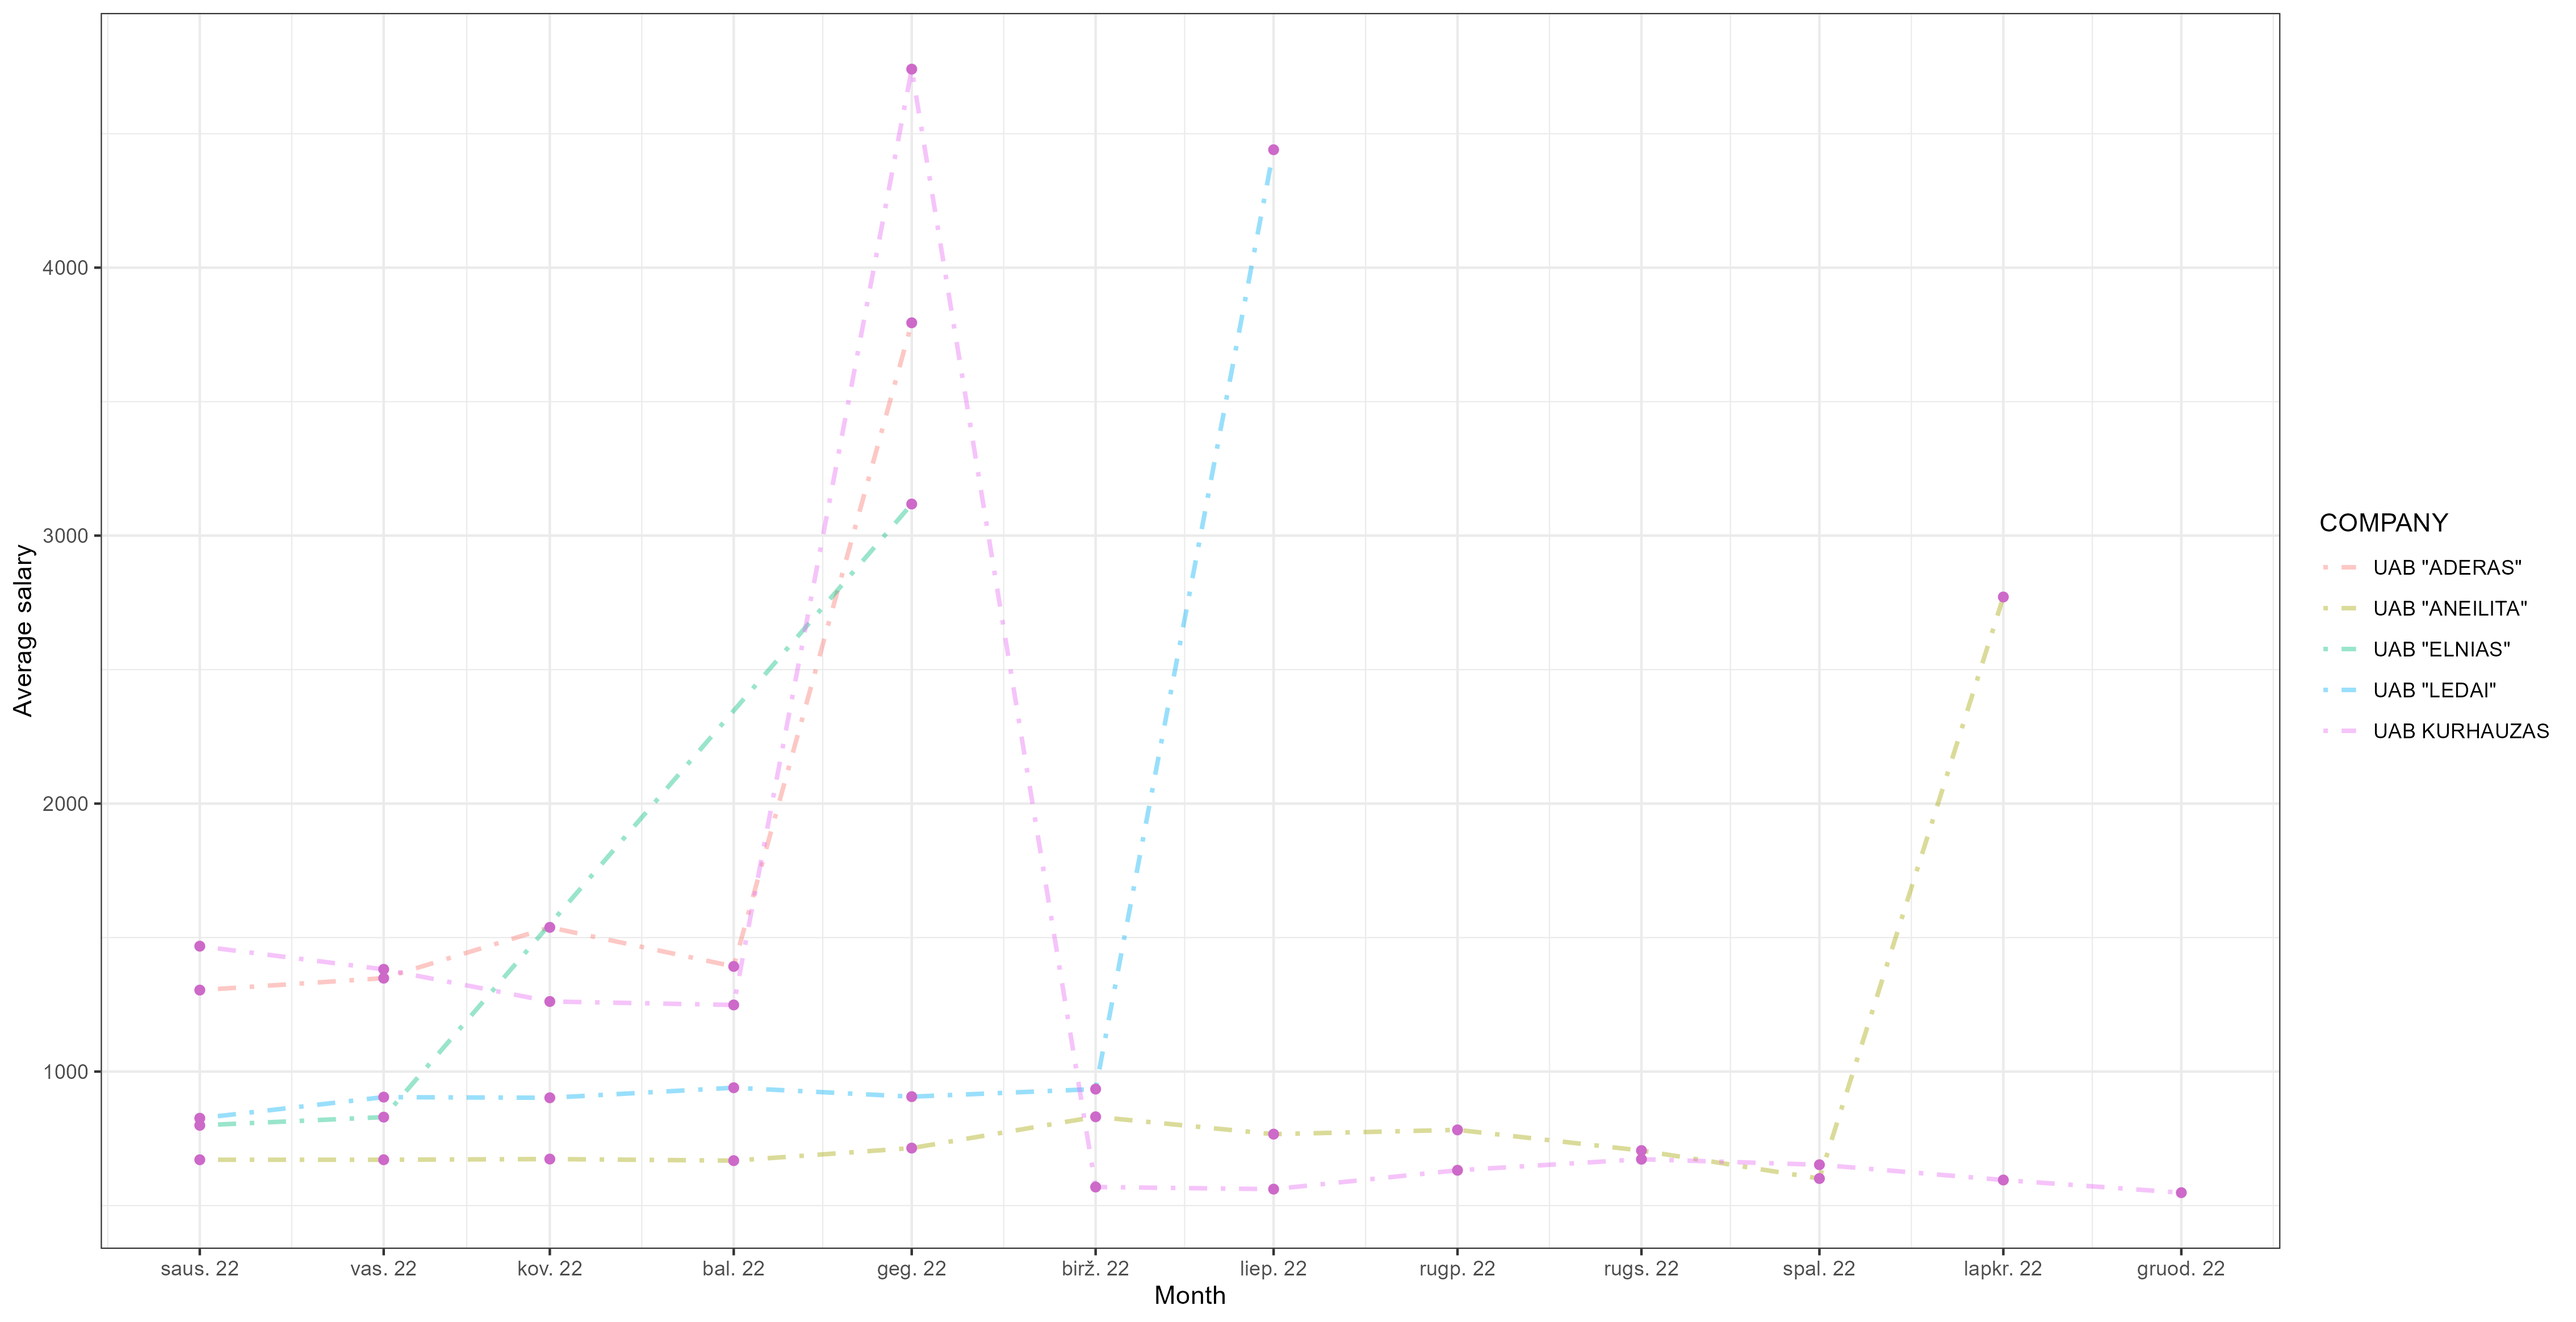 4000
3000
2000
1000
Average salary
saus. 22
vas. 22
kov. 22
bal. 22
geg. 22
birž. 22
liep. 22
rugp. 22
rugs. 22
spal. 22
lapkr. 22
gruod. 22
Month
COMPANY
UAB "ADERAS"
UAB "ANEILITA"
UAB "ELNIAS"
UAB "LEDAI"
UAB KURHAUZAS